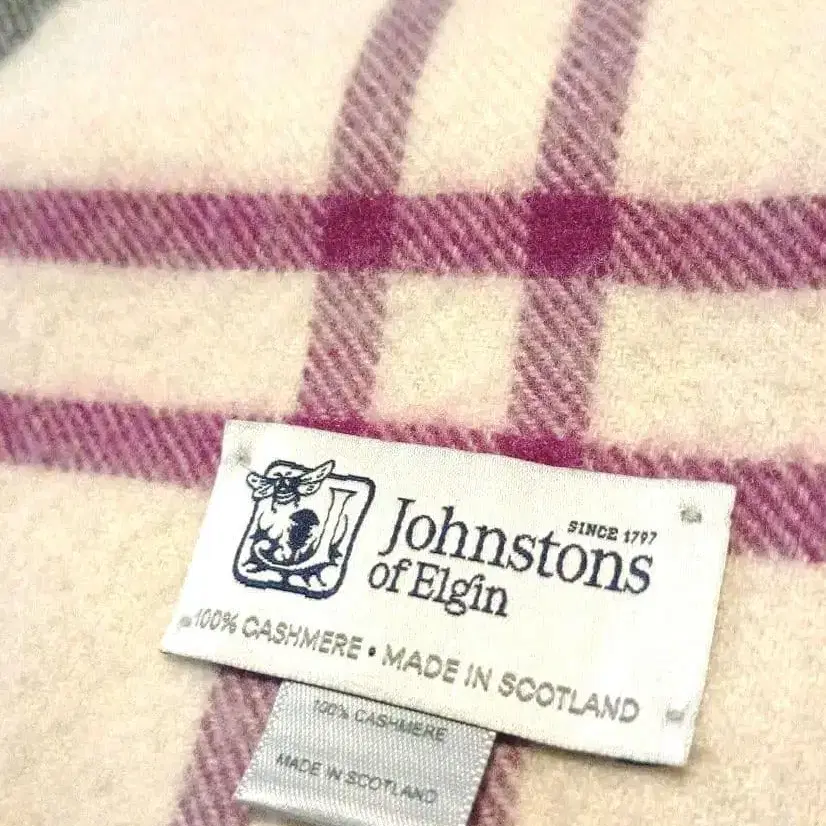 SINCE 1797
Johnstons
of Elgin
100% CASHMERE • MADE IN SCOTLAND
100% CASHMERE
MADE IN SCOTLAND